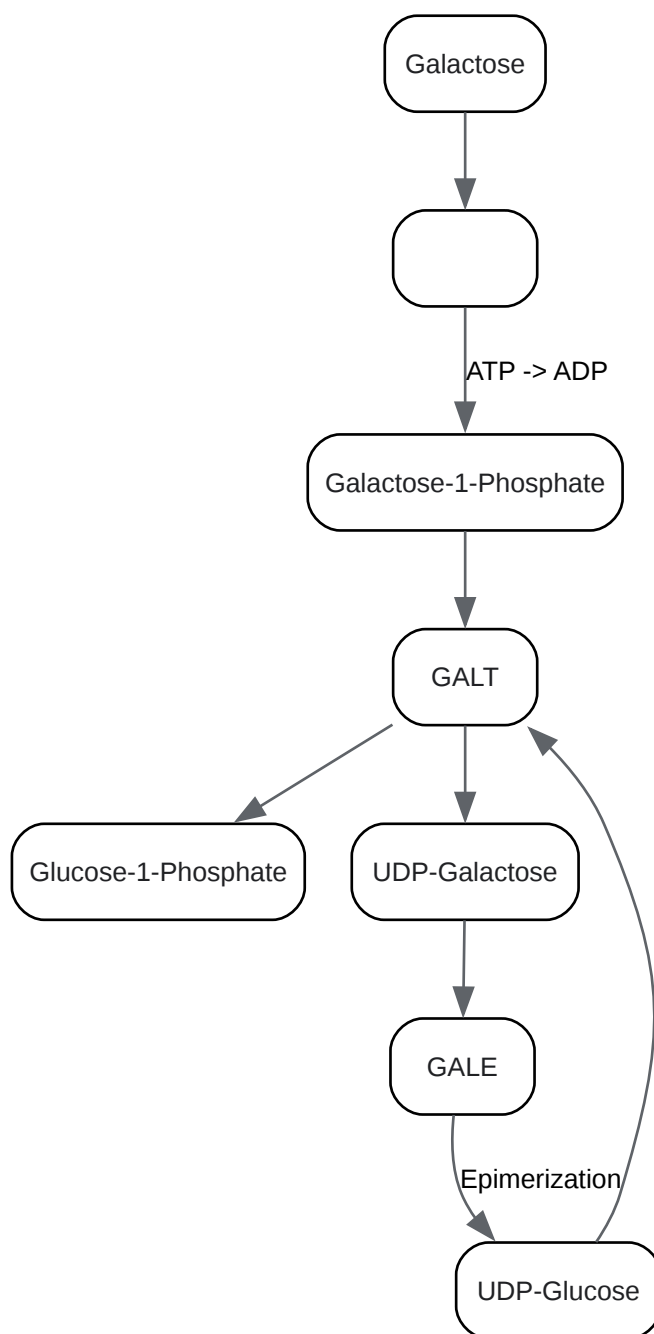 Galactose
ATP -> ADP
Galactose-1-Phosphate
GALT
Glucose-1-Phosphate
UDP-Galactose
GALE
Epimerization
UDP-Glucose